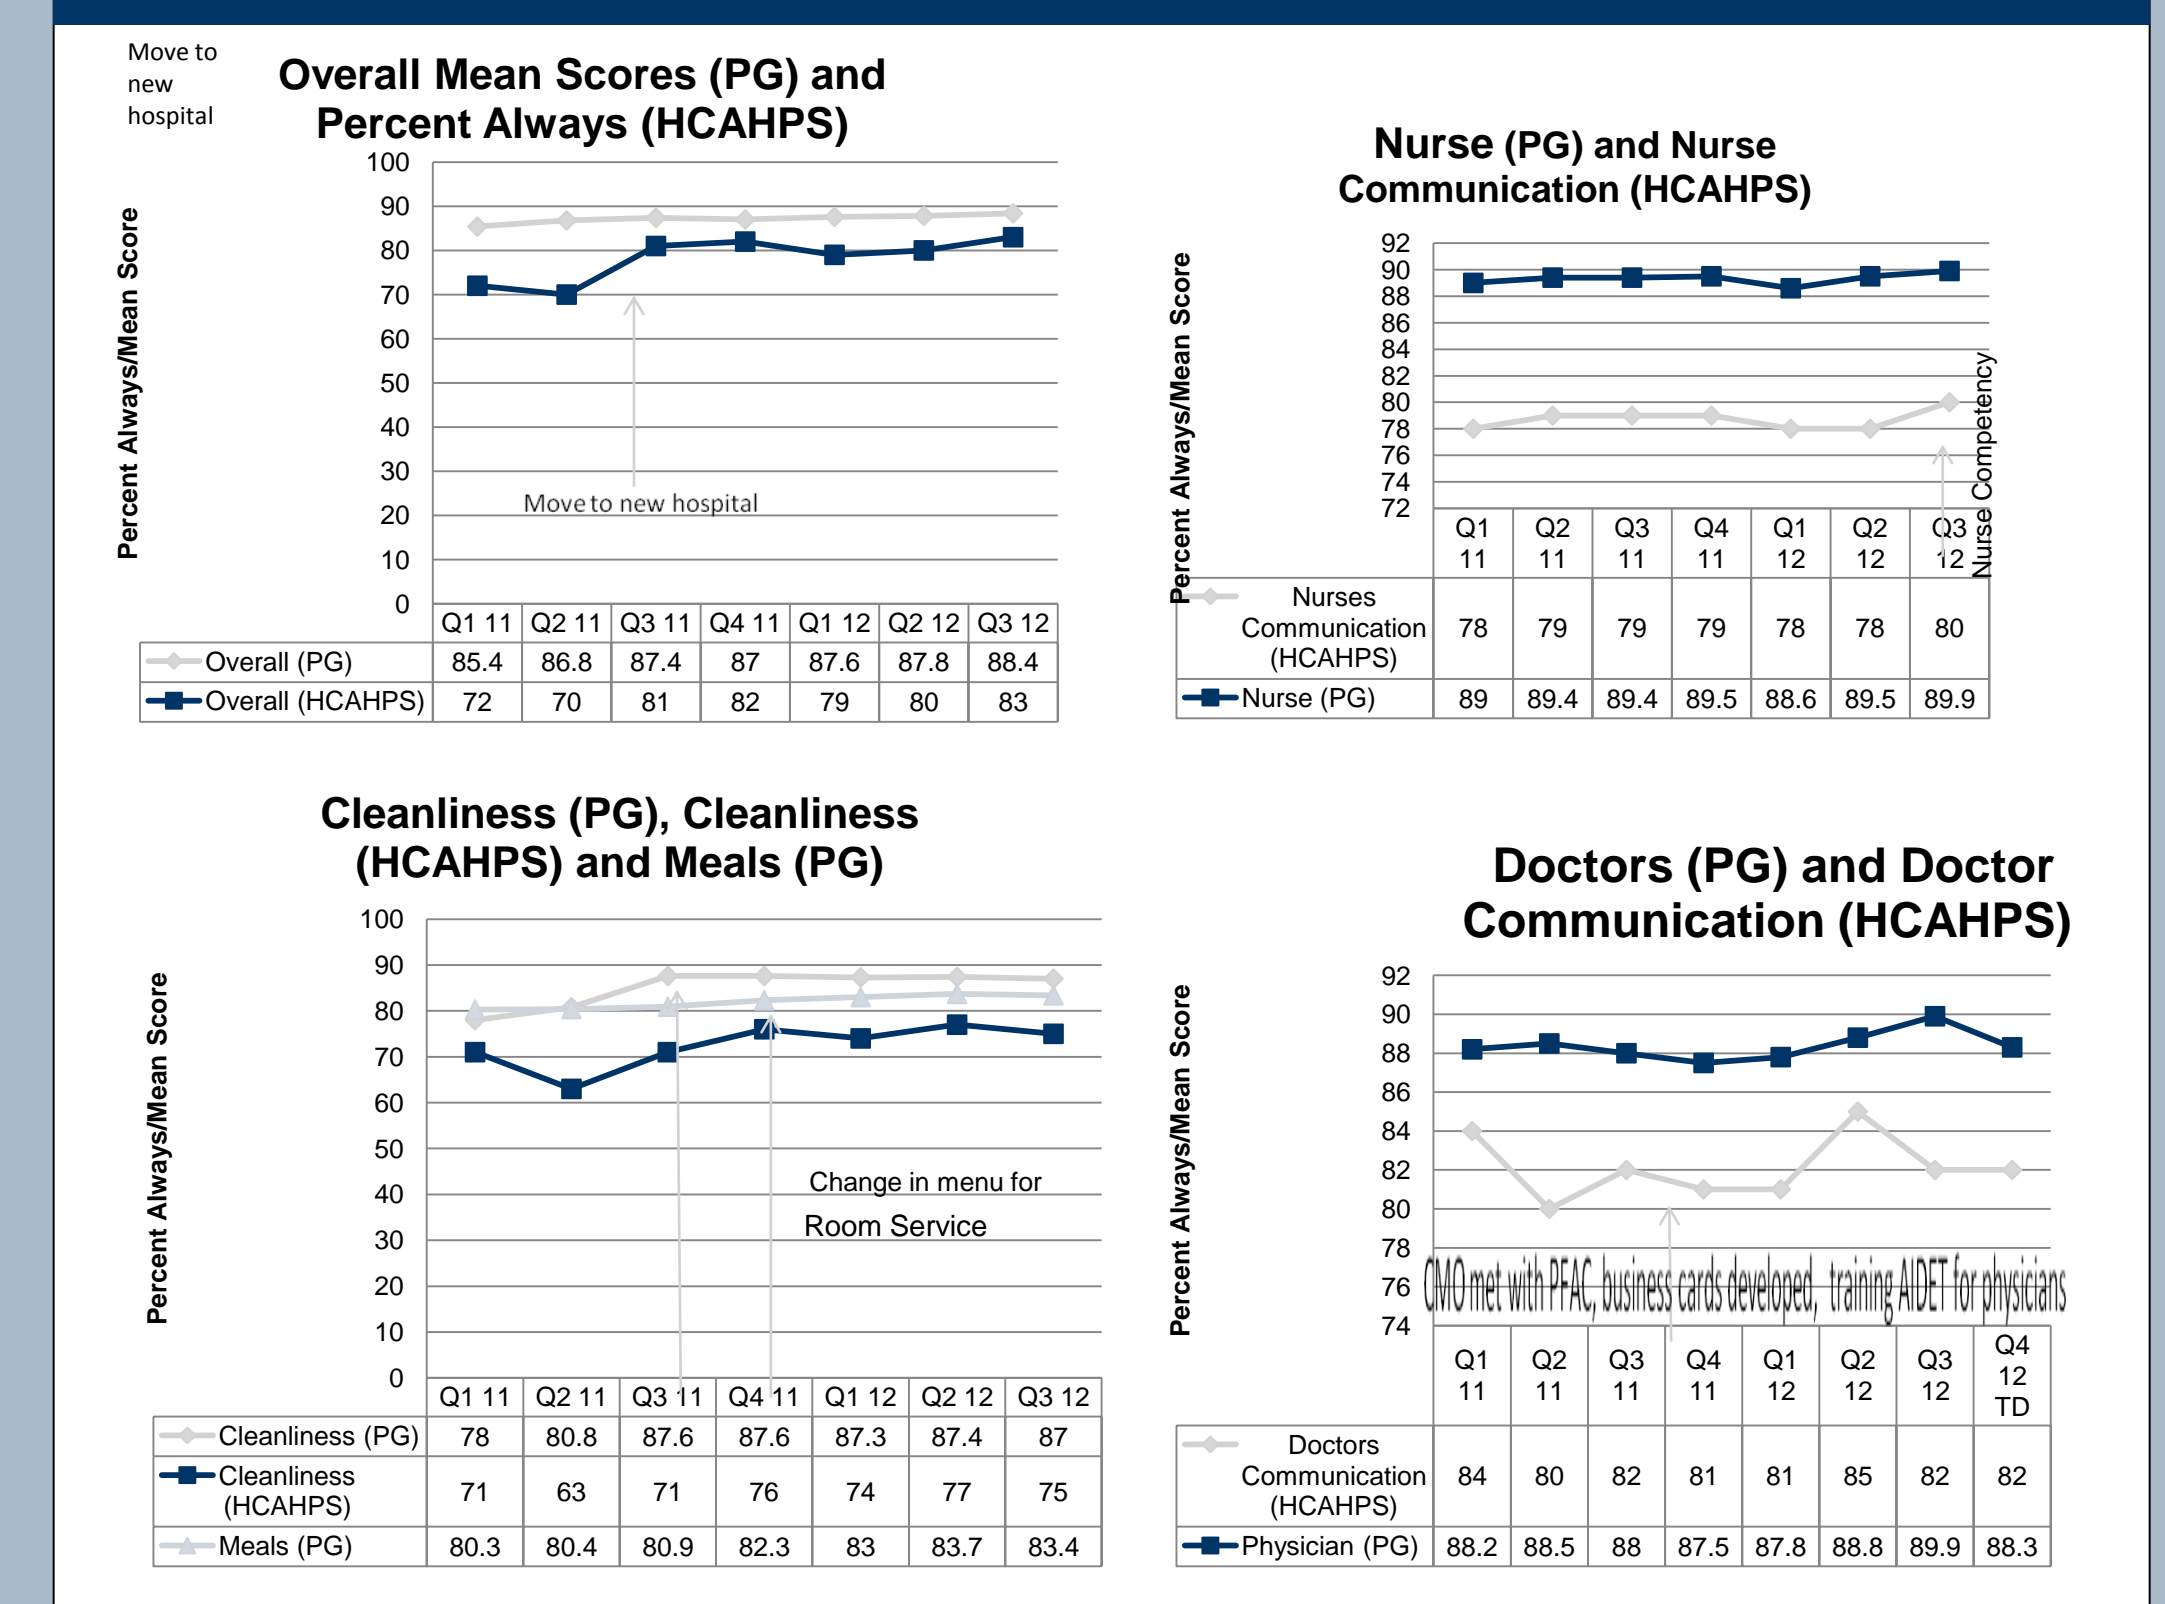 Move to
new
hospital
Overall Mean Scores (PG) and
Percent Always (HCAHPS)
Percent Always/Mean Score
100
90
80
70
60
50
40
30
20
10
0
Move to new hospital
Q1 11 Q2 11 Q3 11 Q4 11 Q1 12 Q2 12 Q3 12
Overall (PG) 85.4 86.8 87.4 87 87.6 87.8 88.4
Overall (HCAHPS) 72 70 81 82 79 80 83
Nurse (PG) and Nurse
Communication (HCAHPS)
Percent Always/Mean Score
92
90
88
86
84
82
80
78
76
74
72
Nurse Competency
Q1 Q2 Q3 Q4 Q1 Q2 Q3
11 11 11 11 12 12 12
Nurses
Communication 78 79 79 79 78 78 80
(HCAHPS)
Nurse (PG) 89 89.4 89.4 89.5 88.6 89.5 89.9
Cleanliness (PG), Cleanliness
(HCAHPS) and Meals (PG)
Percent Always/Mean Score
100
90
80
70
60
50
40
30
20
10
0
Change in menu for
Room Service
Q1 11 Q2 11 Q3 11 Q4 11 Q1 12 Q2 12 Q3 12
Cleanliness (PG) 78 80.8 87.6 87.6 87.3 87.4 87
Cleanliness
(HCAHPS) 71 63 71 76 74 77 75
Meals (PG) 80.3 80.4 80.9 82.3 83 83.7 83.4
Doctors (PG) and Doctor
Communication (HCAHPS)
Percent Always/Mean Score
92
90
88
86
84
82
80
78
76
74
CMO met with PFAC, business cards developed, training AIDET for physicians
Q1 Q2 Q3 Q4 Q1 Q2 Q3 Q4
11 11 11 11 12 12 12 12
TD
Doctors
Communication 84 80 82 81 81 85 82 82
(HCAHPS)
Physician (PG) 88.2 88.5 88 87.5 87.8 88.8 89.9 88.3